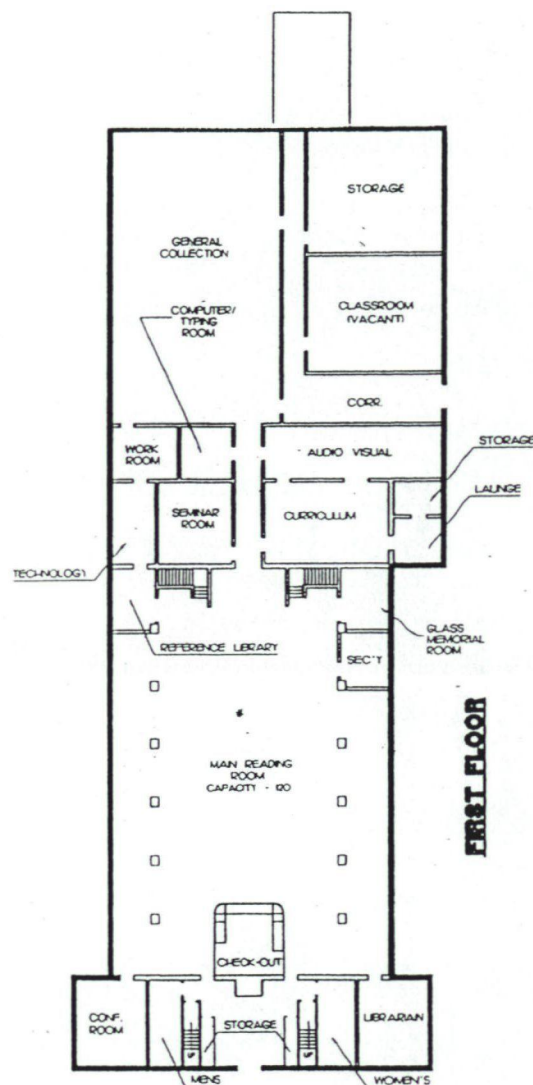 STORAGE
GENERAL
COLLECTION
COMPUTER/
TYPING
ROOM
CLASSROOM
(VACANT)
CORR.
STORAGE
WORK
ROOM
AUDIO VISUAL
LAUNGE
SEMINAR
ROOM
CURRICULUM
TECHNOLOGY
GLASS
MEMORIAL
ROOM
REFERENCE LIBRARY
SEC'T
FIRST FLOOR
MAIN READING
ROOM
CAPACITY - 120
CHECK-OUT
CONF.
ROOM
STORAGE
LIBRARIAN
UP
UP
MENS
WOMEN'S